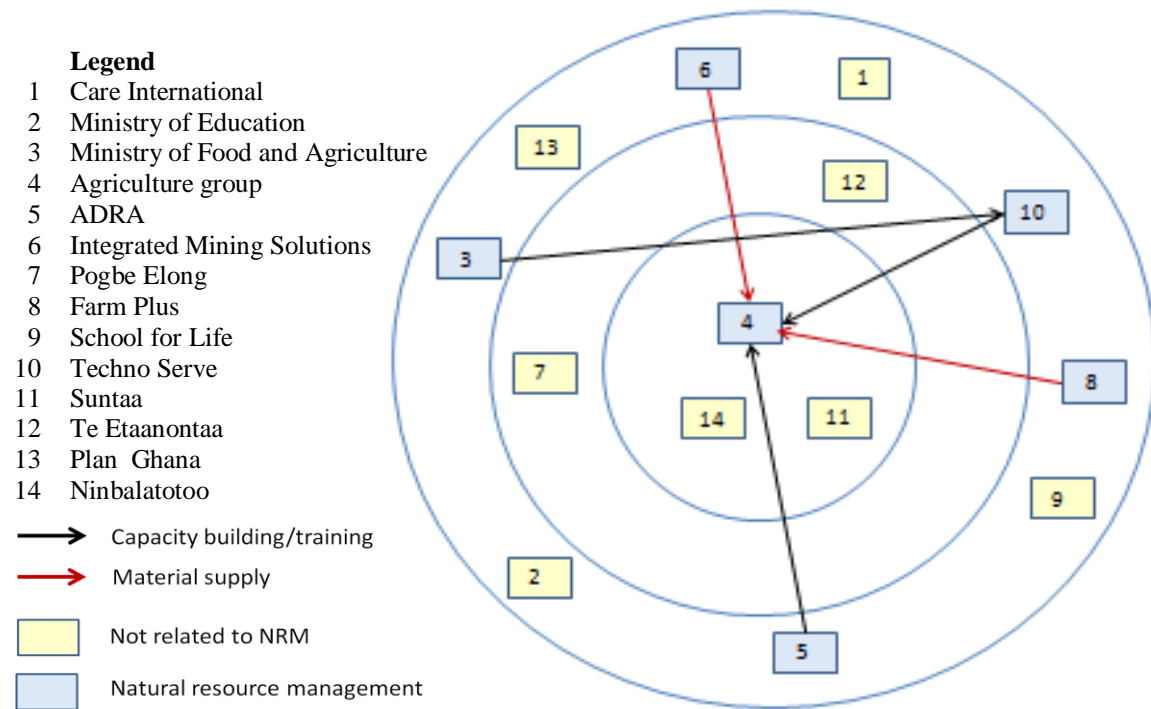 Legend
1 Care International
2 Ministry of Education
3 Ministry of Food and Agriculture
4 Agriculture group
5 ADRA
6 Integrated Mining Solutions
7 Pogbe Elong
8 Farm Plus
9 School for Life
10 Techno Serve
11 Suntaa
12 Te Etaanontaa
13 Plan Ghana
14 Ninbalatotoo
Capacity building/training
Material supply
Not related to NRM
Natural resource management
6
1
13
12
10
3
4
7
8
14
11
9
2
5